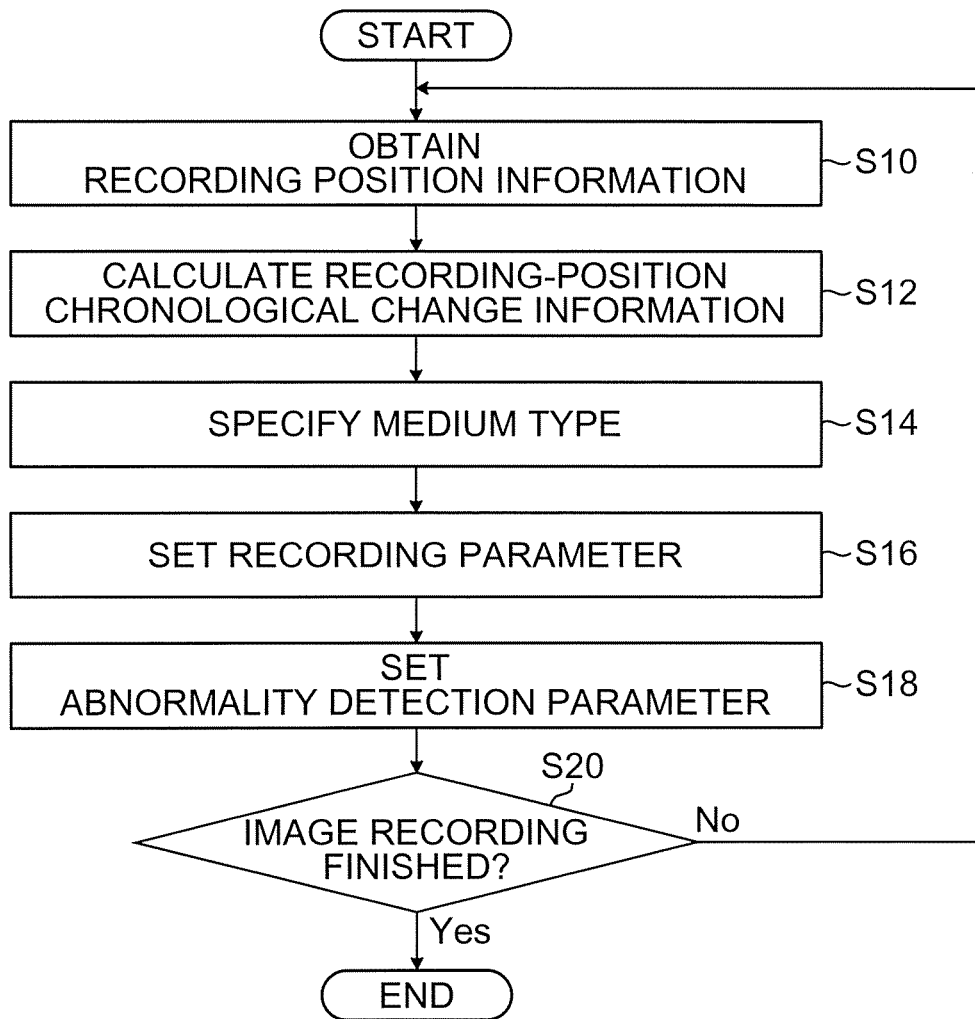 START
OBTAIN
RECORDING POSITION INFORMATION
S10
CALCULATE RECORDING-POSITION
CHRONOLOGICAL CHANGE INFORMATION
S12
SPECIFY MEDIUM TYPE
S14
SET RECORDING PARAMETER
S16
SET
ABNORMALITY DETECTION PARAMETER
S18
S20
IMAGE RECORDING
FINISHED?
No
Yes
END